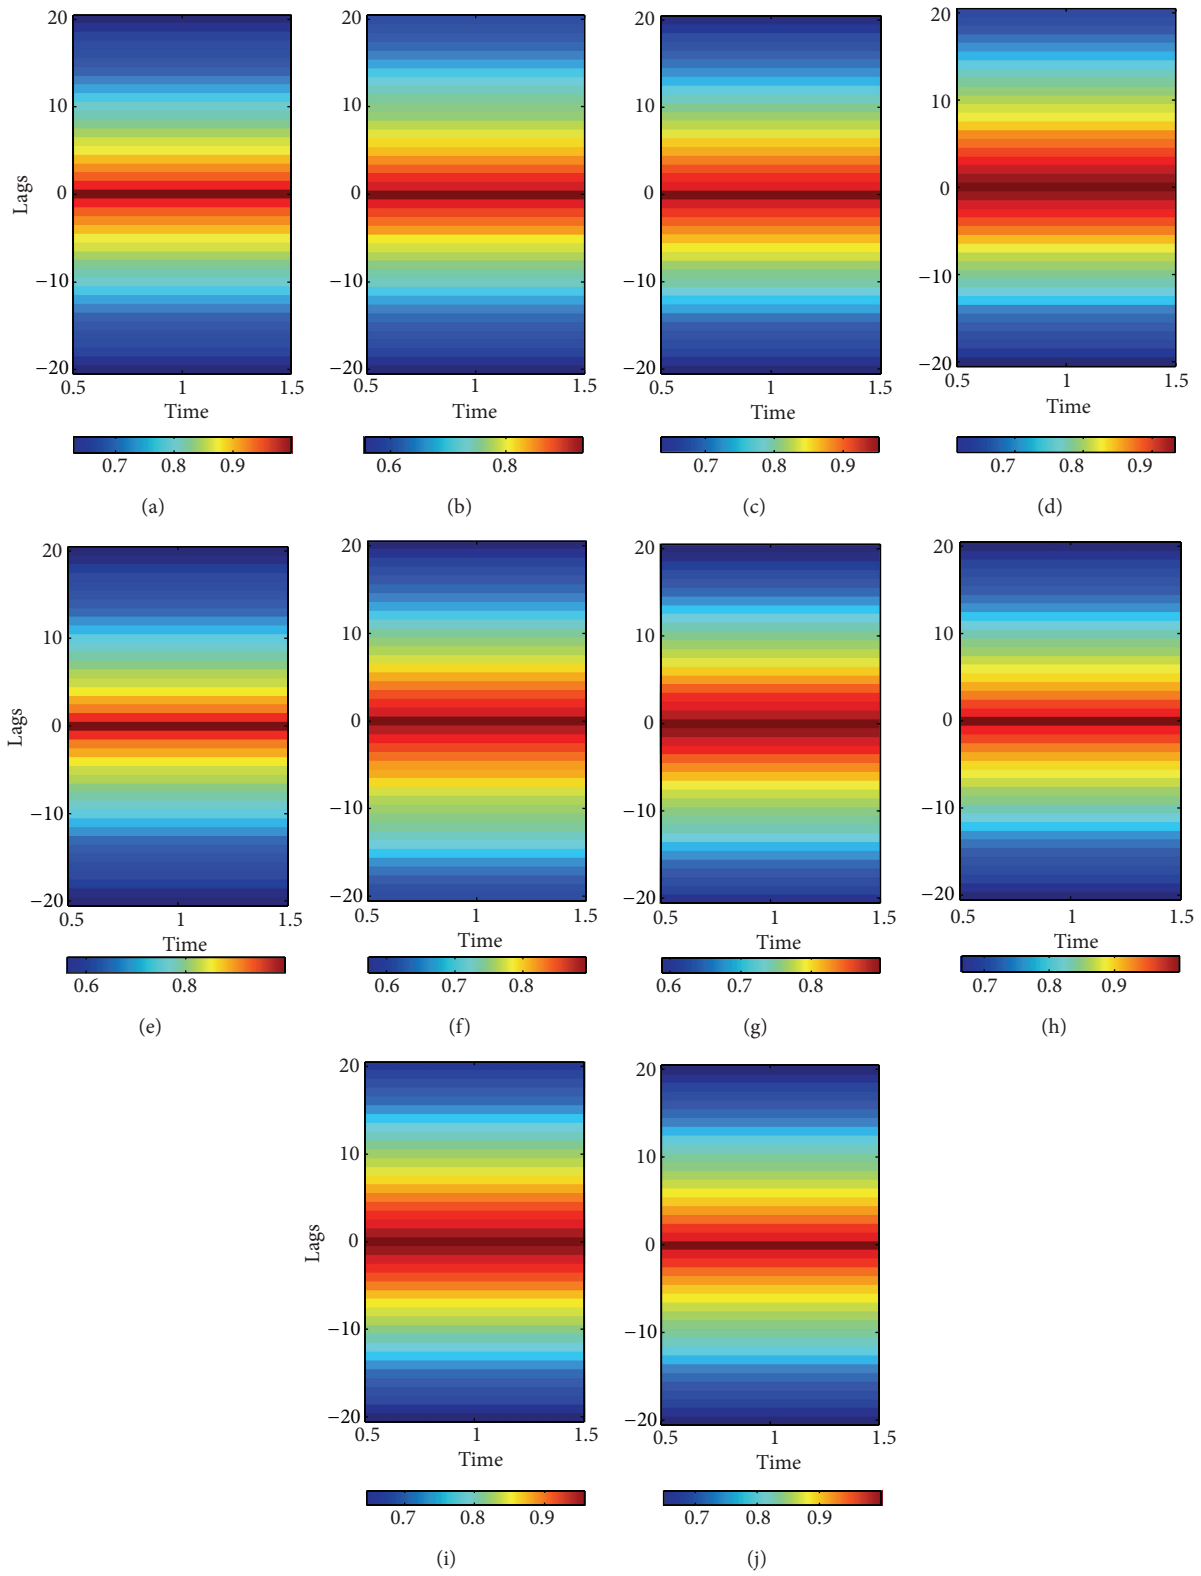 20 20 20 20
10 10 10 10
Lags 0 0 0 0
−10 −10 −10 −10
−20 −20 −20 −20
0.5 1 1.5 0.5 1 1.5 0.5 1 1.5 0.5 1 1.5
Time Time Time Time
0.7 0.8 0.9 0.6 0.8 0.7 0.8 0.9 0.7 0.8 0.9
(a) (b) (c) (d)
20 20 20 20
10 10 10 10
Lags 0 0 0 0
−10 −10 −10 −10
−20 −20 −20 −20
0.5 1 1.5 0.5 1 1.5 0.5 1 1.5 0.5 1 1.5
Time Time Time Time
0.6 0.8 0.6 0.7 0.8 0.6 0.7 0.8 0.7 0.8 0.9
(e) (f) (g) (h)
20 20
10 10
Lags 0 0
−10 −10
−20 −20
0.5 1 1.5 0.5 1 1.5
Time Time
0.7 0.8 0.9 0.7 0.8 0.9
(i) (j)